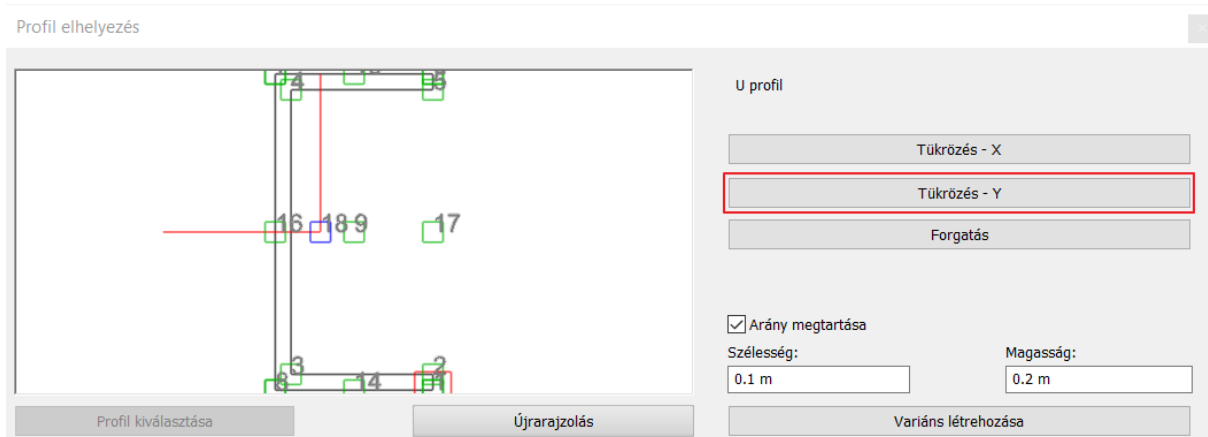 Profil elhelyezés
4
5
U profil
Tükrözés - X
Tükrözés - Y
16 18 9 17
Forgatás
Arány megtartása
Szélesség: Magasság:
0.1 m 0.2 m
3 2
14 1
Profil kiválasztása Újrarajzolás Variáns létrehozása